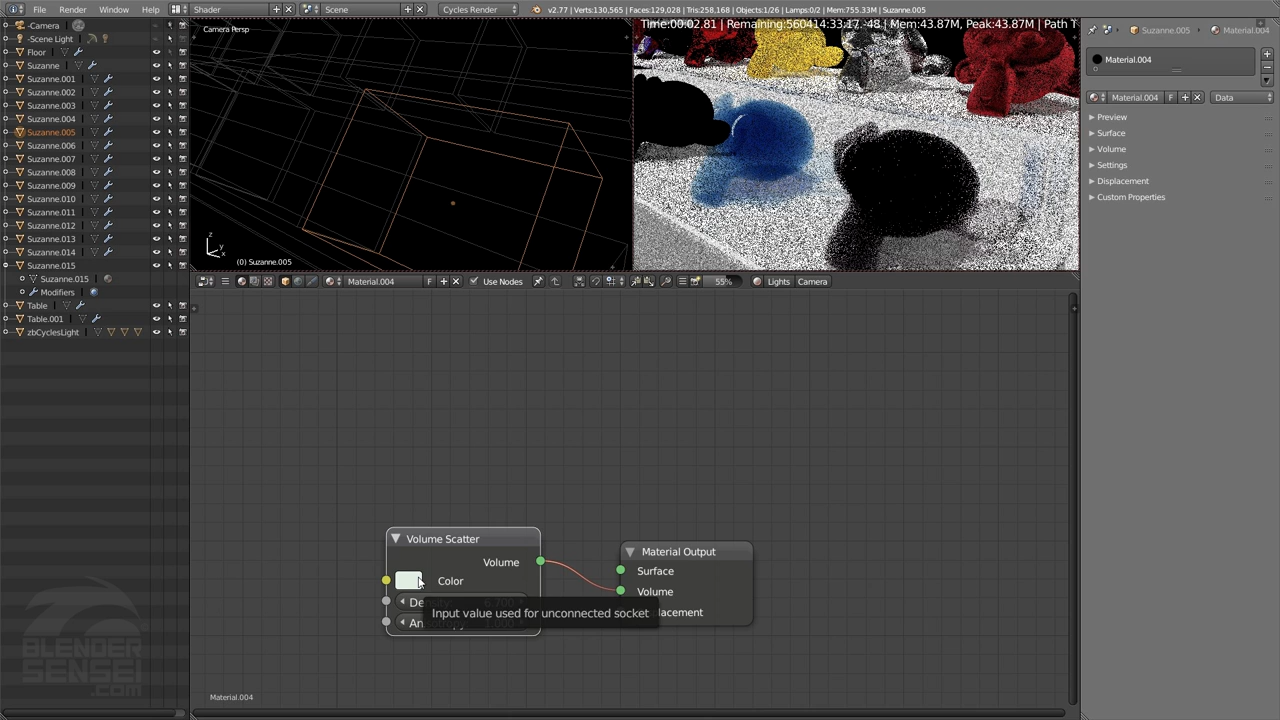 File Render Window Help Shader Scene Cycles Render v2.77 | Verts:130,565 | Faces:129,028 | Tris:258,168 | Objects:1/26 | Lamps:0/2 | Mem:755.33M | Suzanne.005
-Camera
-Scene Light
Floor
Suzanne
Suzanne.001
Suzanne.002
Suzanne.003
Suzanne.004
Suzanne.005
Suzanne.006
Suzanne.007
Suzanne.008
Suzanne.009
Suzanne.010
Suzanne.011
Suzanne.012
Suzanne.013
Suzanne.014
Suzanne.015
Suzanne.015
Modifiers
Table
Table.001
zbCyclesLight
BLENDER
SENSEI
.COM
Camera Persp
z
y
x
(0) Suzanne.005
Time:00:02.81 | Remaining:560414:33:17.-48 | Mem:43.87M, Peak:43.87M | Path T
Material.004 F Use Nodes 55% Lights Camera
Volume Scatter
Volume
Color
Input value used for unconnected socket
Material Output
Surface
Volume
lacement
Material.004
Suzanne.005 Material.004
Material.004
Material.004 F Data
Preview
Surface
Volume
Settings
Displacement
Custom Properties